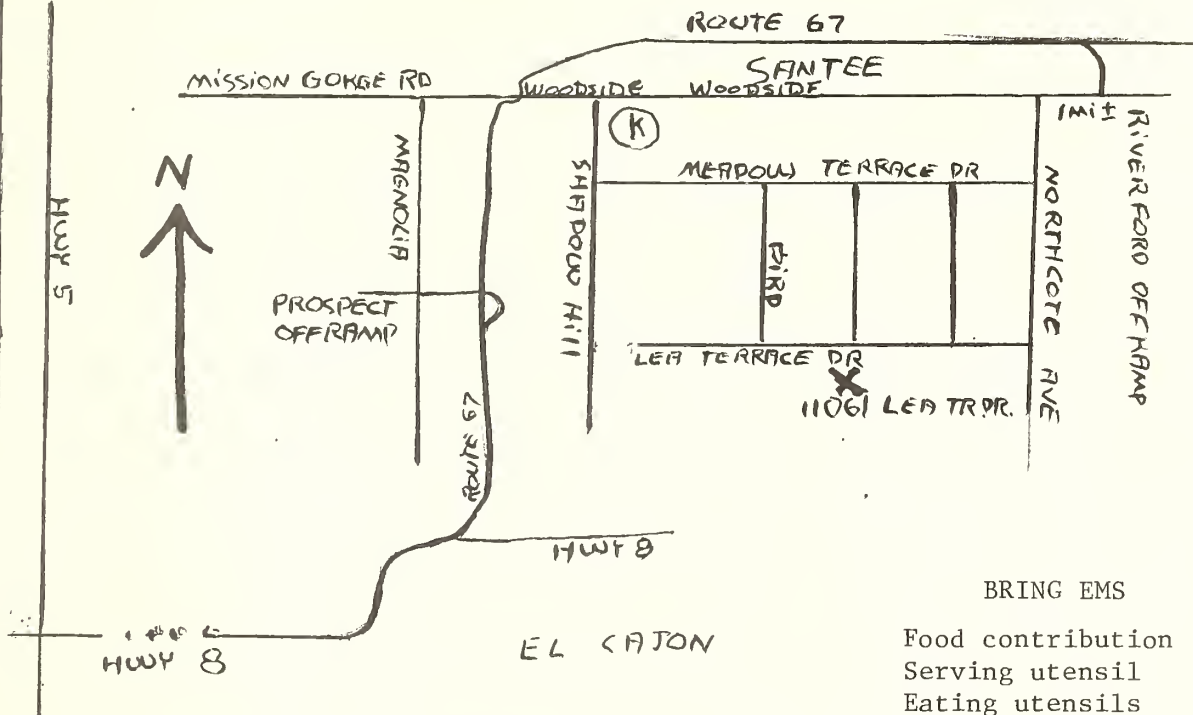 ROUTE 67
SANTEE
MISSION GORGE RD
WOODSIDE WOODSIDE
1 Mi ±
K
N
HWY 5
MAGNOLIA
SHADOW Hill
MEADOW TERRACE DR
NORTHCOTE AVE
RIVERFORD OFFRAMP
PROSPECT
OFFRAMP
LEA TERRACE DR
X
11061 LEA TR.DR.
ROUTE 67
HWY 8
HWY 8
EL CAJON
BRING EMS
Food contribution
Serving utensil
Eating utensils